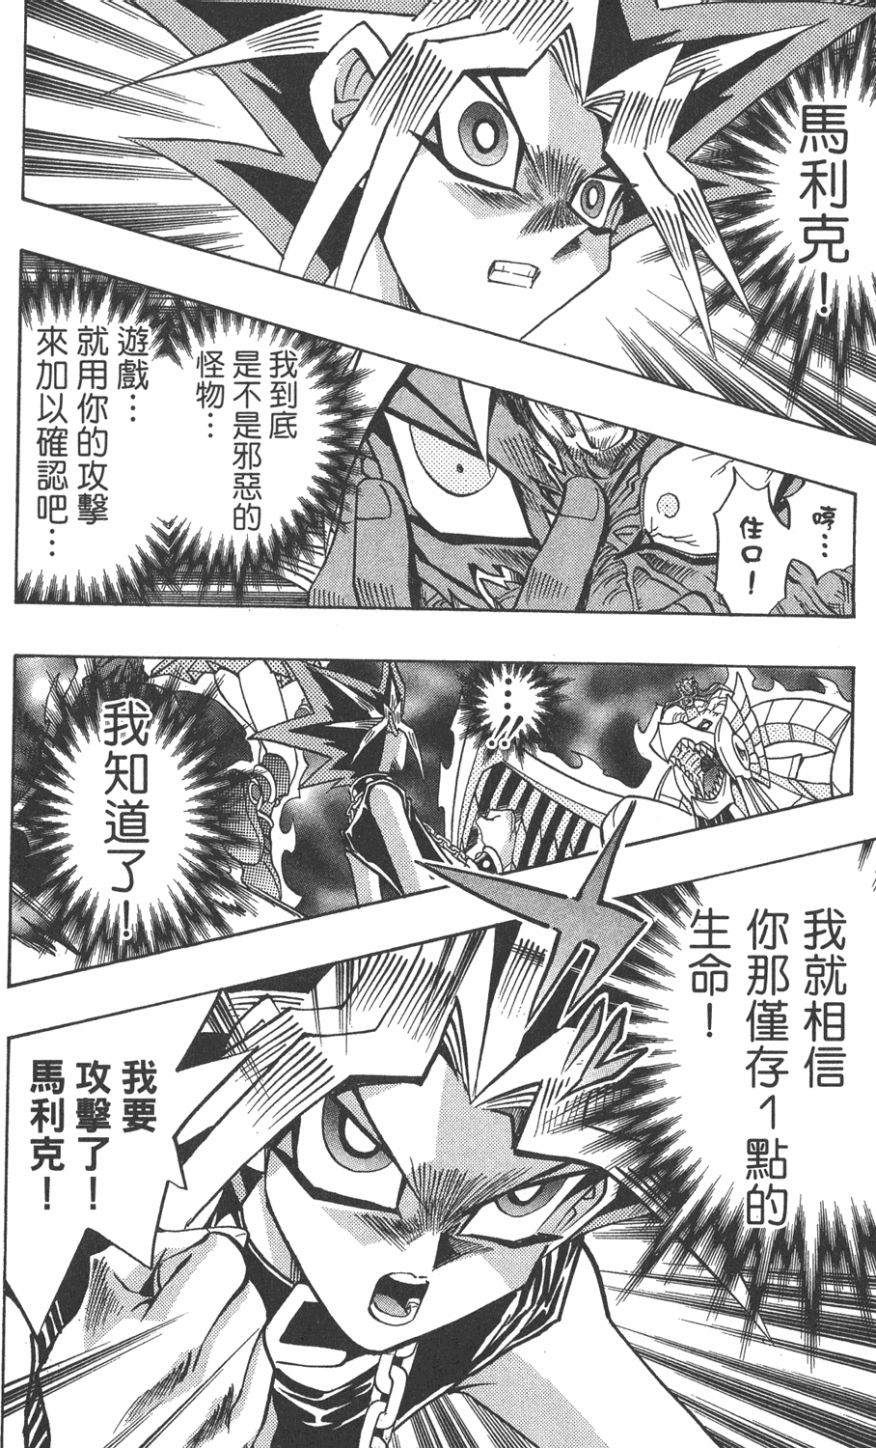 馬利克！
哼…
住口！
我到底
是不是邪惡的
怪物…
遊戲…
就用你的攻擊
來加以確認吧…
…!!
我知道了！
我就相信
你那僅存1點的
生命！
我要
攻擊了！
馬利克！